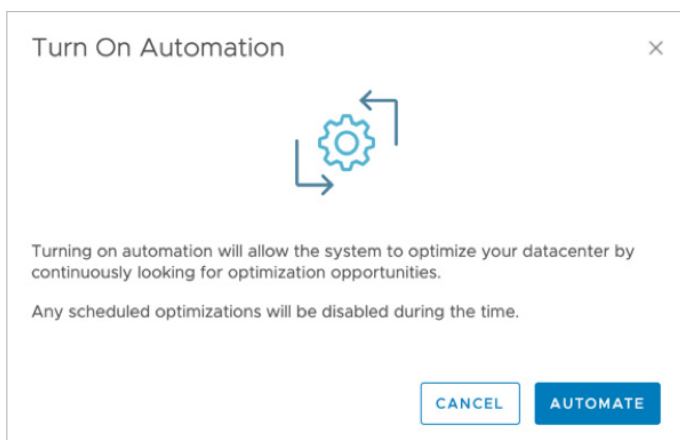 Turn On Automation
Turning on automation will allow the system to optimize your datacenter by
continuously looking for optimization opportunities.
Any scheduled optimizations will be disabled during the time.
CANCEL
AUTOMATE